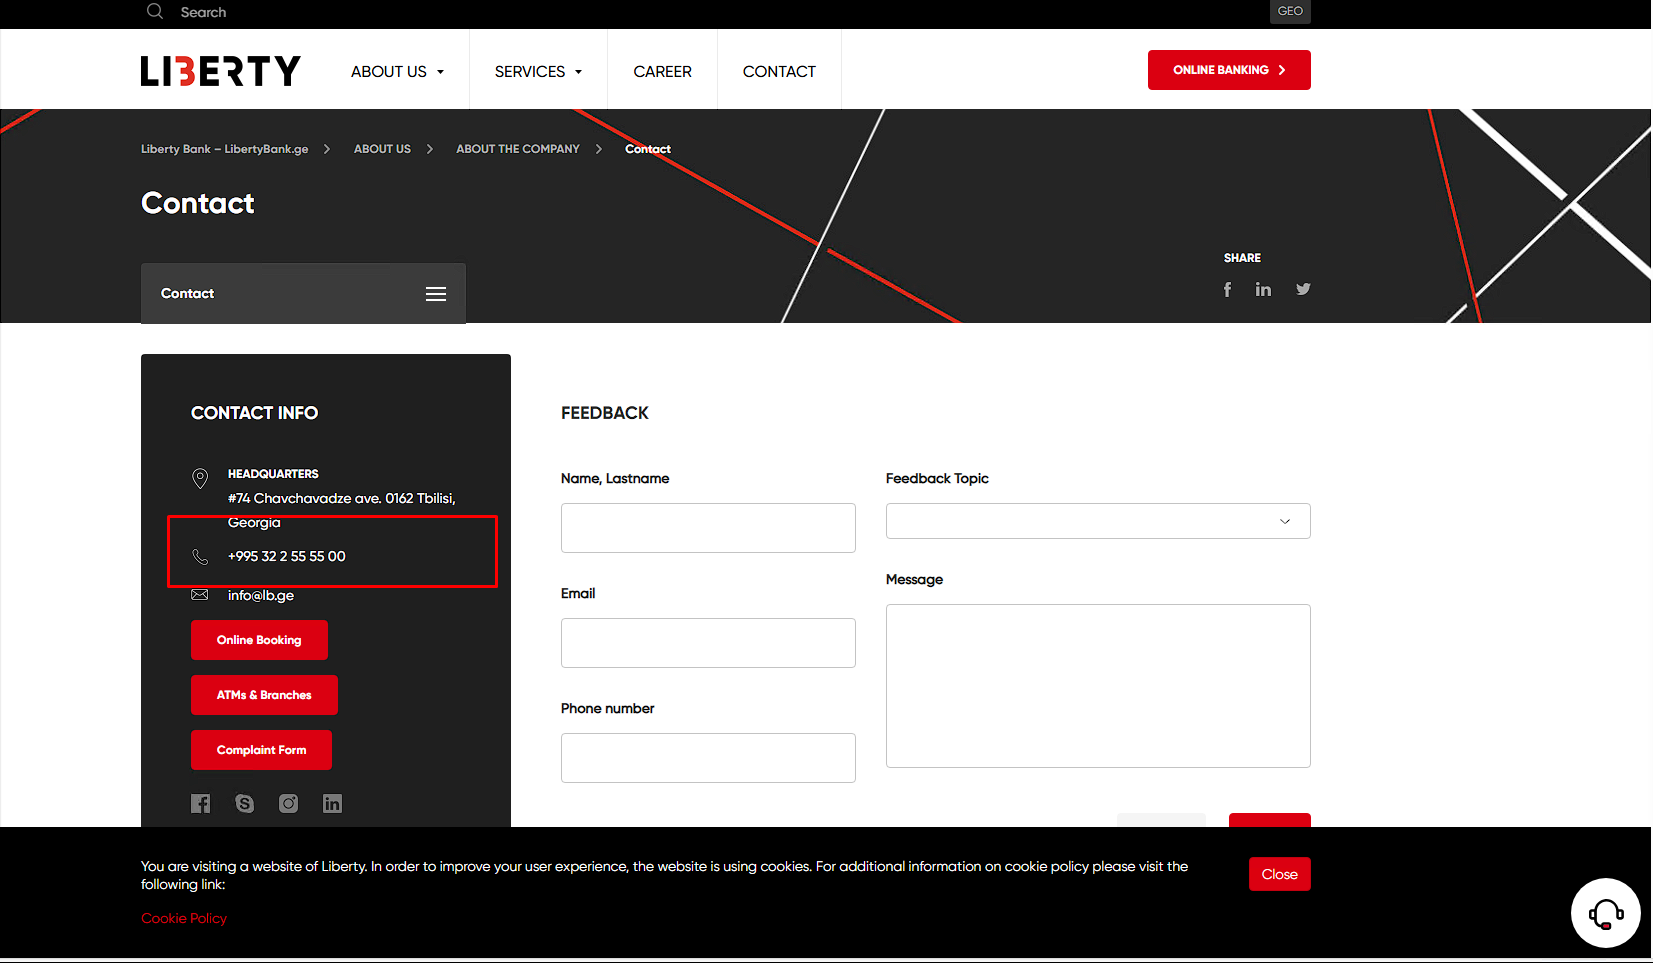 Search
GEO
LIBERTY
ABOUT US
SERVICES
CAREER
CONTACT
ONLINE BANKING
Liberty Bank – LibertyBank.ge
ABOUT US
ABOUT THE COMPANY
Contact
Contact
SHARE
Contact
CONTACT INFO
HEADQUARTERS
#74 Chavchavadze ave. 0162 Tbilisi,
Georgia
+995 32 2 55 55 00
info@lb.ge
Online Booking
ATMs & Branches
Complaint Form
FEEDBACK
Name, Lastname
Feedback Topic
Email
Message
Phone number
You are visiting a website of Liberty. In order to improve your user experience, the website is using cookies. For additional information on cookie policy please visit the
following link:
Cookie Policy
Close